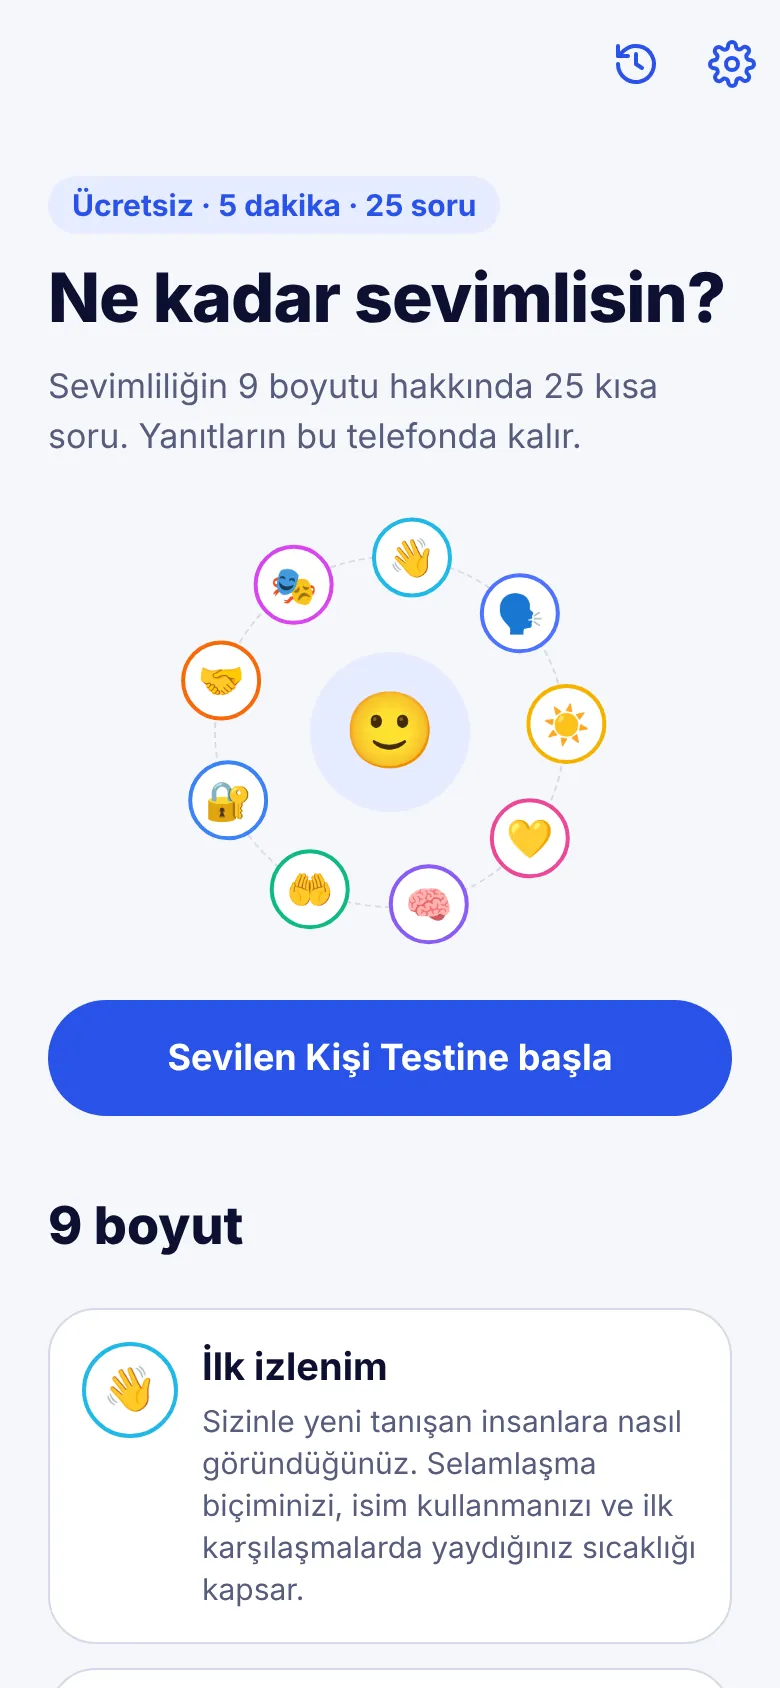 Ücretsiz · 5 dakika · 25 soru
Ne kadar sevimlisin?
Sevimliliğin 9 boyutu hakkında 25 kısa
soru. Yanıtların bu telefonda kalır.
Sevilen Kişi Testine başla
9 boyut
İlk izlenim
Sizinle yeni tanışan insanlara nasıl
göründüğünüz. Selamlaşma
biçiminizi, isim kullanmanızı ve ilk
karşılaşmalarda yaydığınız sıcaklığı
kapsar.